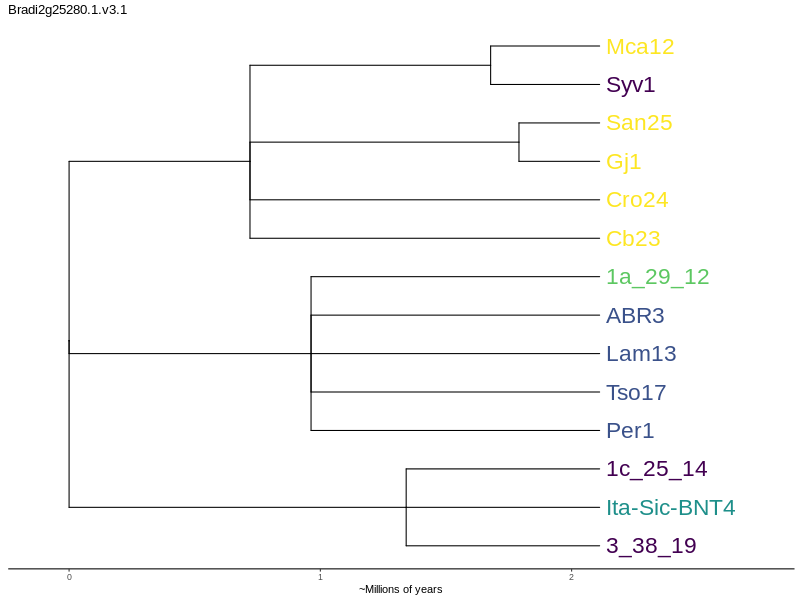 Bradi2g25280.1.v3.1
Mca12
Syv1
San25
Gj1
Cro24
Cb23
1a_29_12
ABR3
Lam13
Tso17
Per1
1c_25_14
Ita-Sic-BNT4
3_38_19
0 1 2
~Millions of years